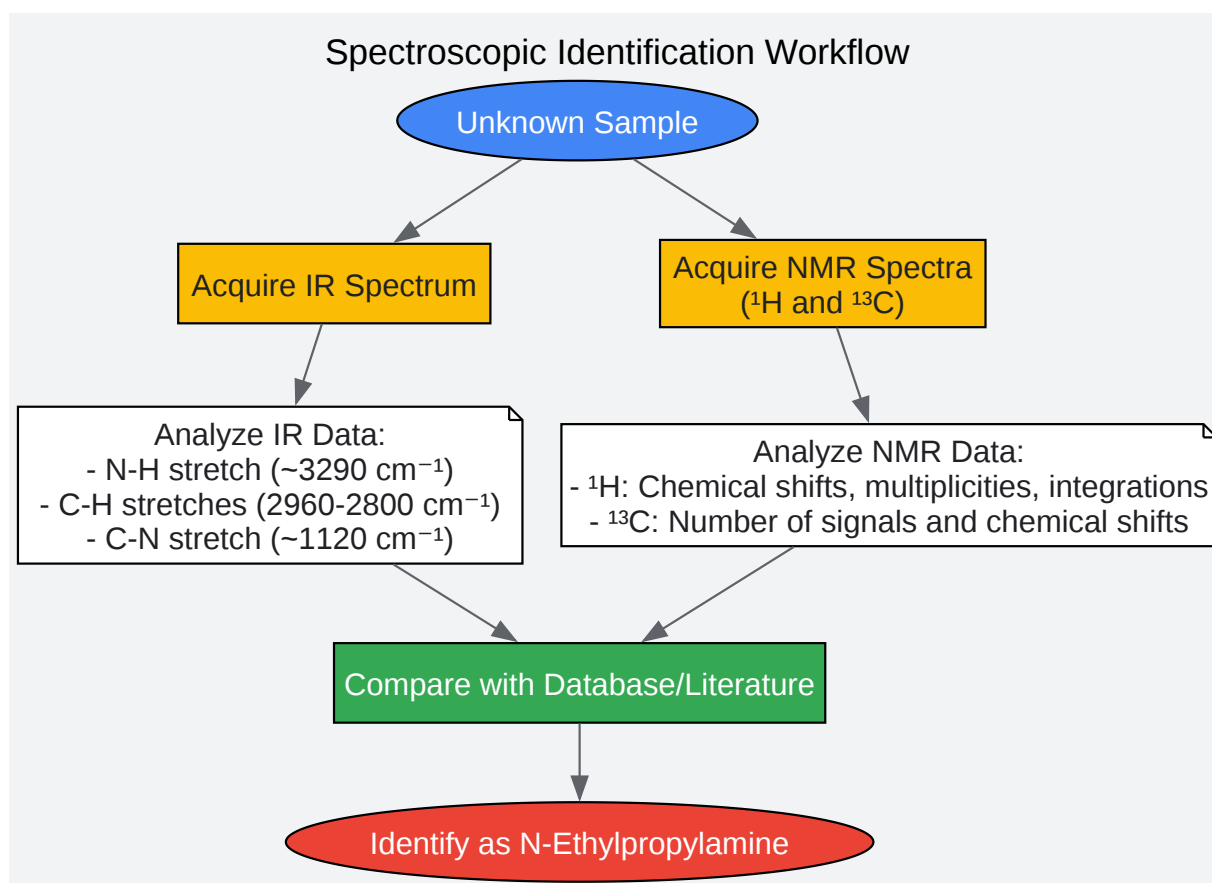 Spectroscopic Identification Workflow
Unknown Sample
Acquire IR Spectrum
Acquire NMR Spectra
(¹H and ¹³C)
Analyze IR Data:
- N-H stretch (~3290 cm⁻¹)
- C-H stretches (2960-2800 cm⁻¹)
- C-N stretch (~1120 cm⁻¹)
Analyze NMR Data:
- ¹H: Chemical shifts, multiplicities, integrations
- ¹³C: Number of signals and chemical shifts
Compare with Database/Literature
Identify as N-Ethylpropylamine